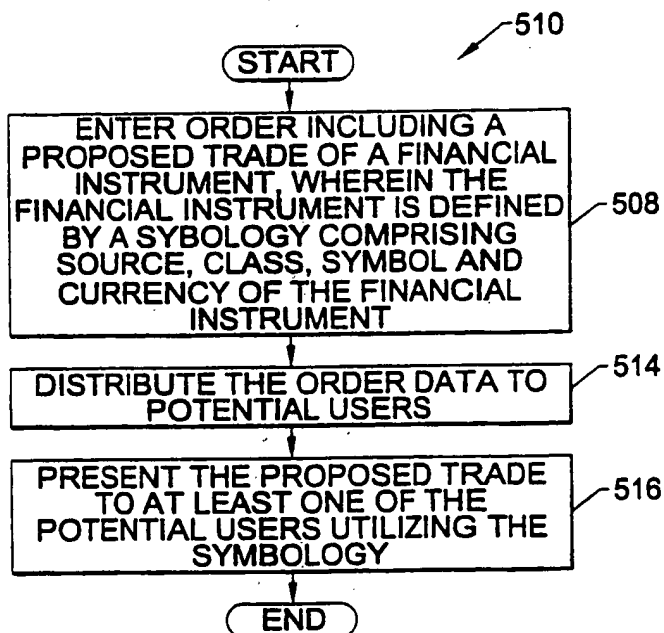 510
START
ENTER ORDER INCLUDING A
PROPOSED TRADE OF A FINANCIAL
INSTRUMENT, WHEREIN THE
FINANCIAL INSTRUMENT IS DEFINED
BY A SYBOLOGY COMPRISING
SOURCE, CLASS, SYMBOL AND
CURRENCY OF THE FINANCIAL
INSTRUMENT
508
DISTRIBUTE THE ORDER DATA TO
POTENTIAL USERS
514
PRESENT THE PROPOSED TRADE
TO AT LEAST ONE OF THE
POTENTIAL USERS UTILIZING THE
SYMBOLOGY
516
END